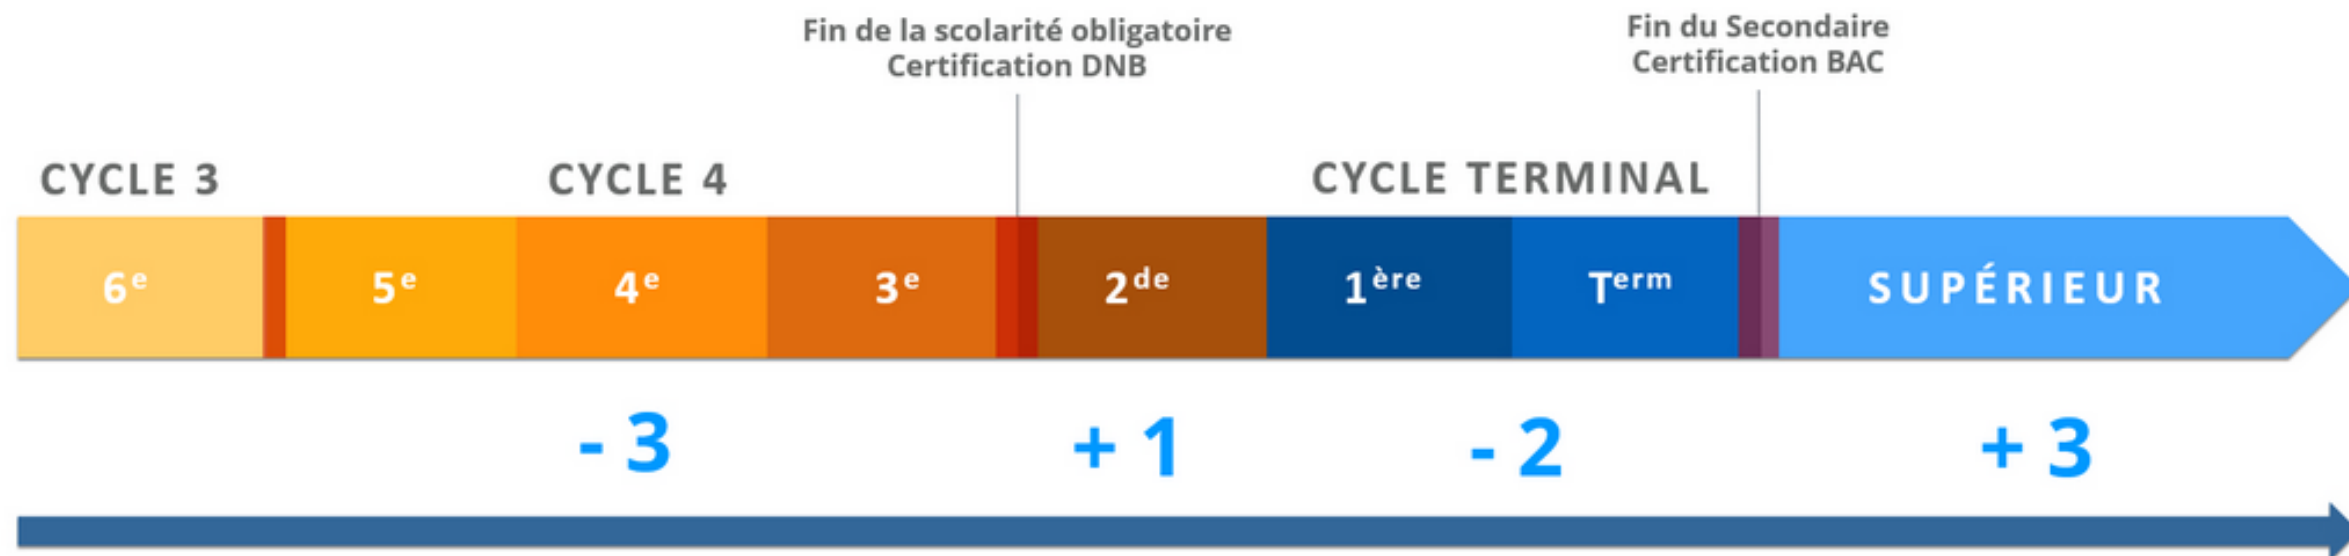 Fin de la scolarité obligatoire
Certification DNB
Fin du Secondaire
Certification BAC
CYCLE 3
CYCLE 4
CYCLE TERMINAL
6e
5e
4e
3e
2de
1ère
Term
SUPÉRIEUR
- 3
+ 1
- 2
+ 3